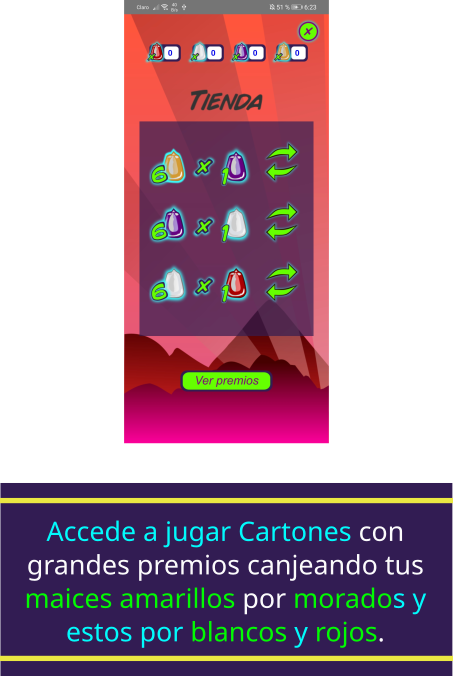 Claro 51 % 6:23
x
0 0 0 0
TIENDA
6 x 1
6 x 1
6 x 1
Ver premios
Accede a jugar Cartones con
grandes premios canjeando tus
maices amarillos por morados y
estos por blancos y rojos.